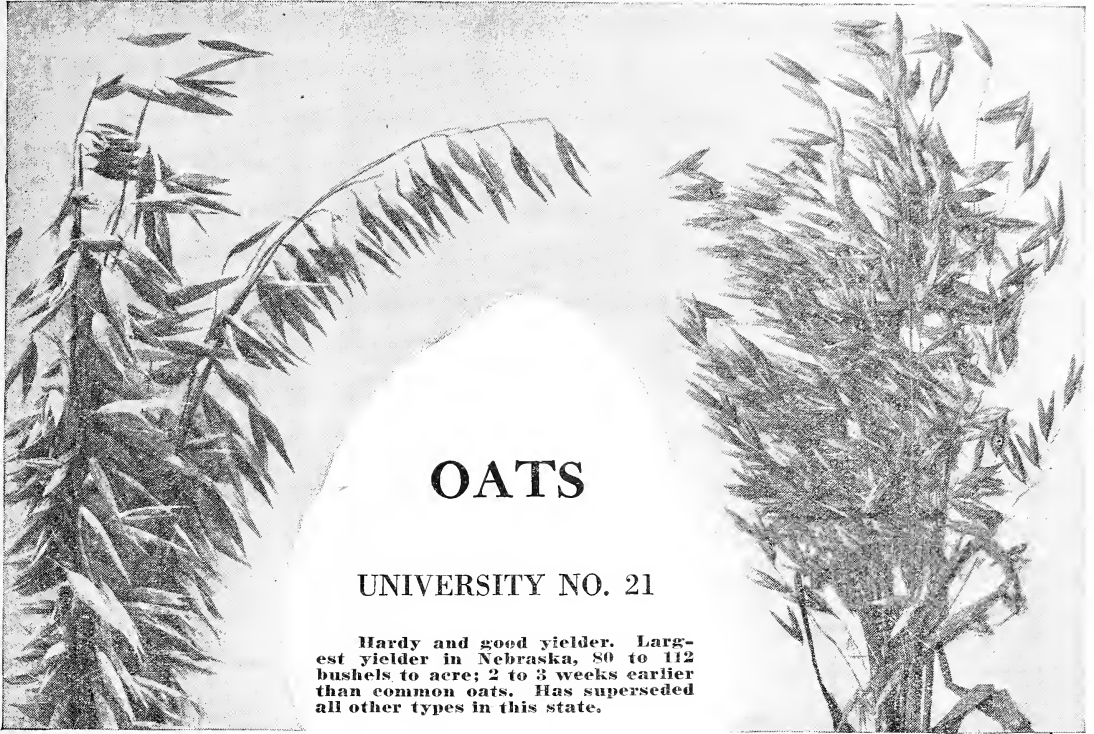 OATS
UNIVERSITY NO. 21
Hardy and good yielder. Larg-
est yielder in Nebraska, 80 to 112
bushels to acre; 2 to 3 weeks earlier
than common oats. Has superseded
all other types in this state.